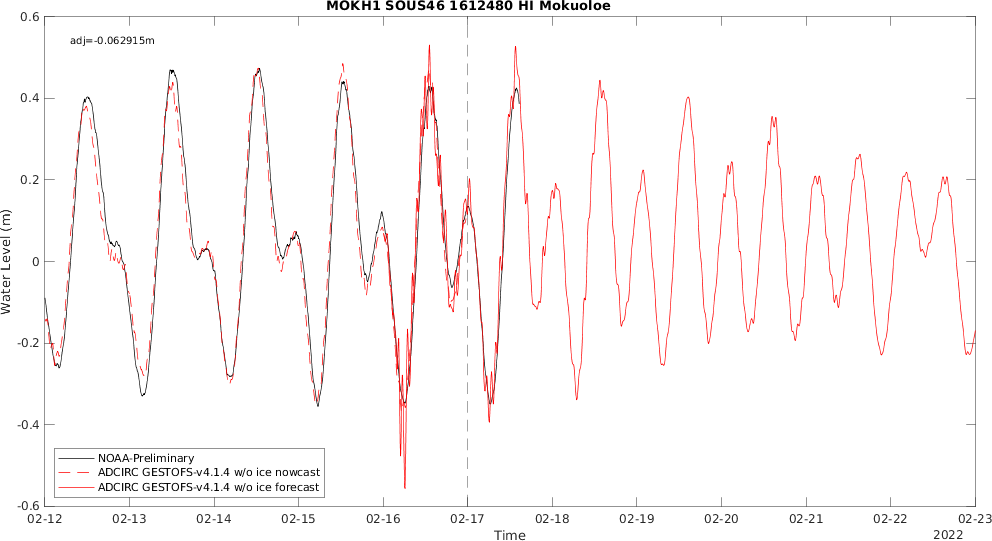 MOKH1 SOUS46 1612480 HI Mokuoloe
adj=-0.062915m
0.6
0.4
0.2
0
-0.2
-0.4
-0.6
Water Level (m)
NOAA-Preliminary
ADCIRC GESTOFS-v4.1.4 w/o ice nowcast
ADCIRC GESTOFS-v4.1.4 w/o ice forecast
02-12 02-13 02-14 02-15 02-16 02-17 02-18 02-19 02-20 02-21 02-22 02-23
Time
2022